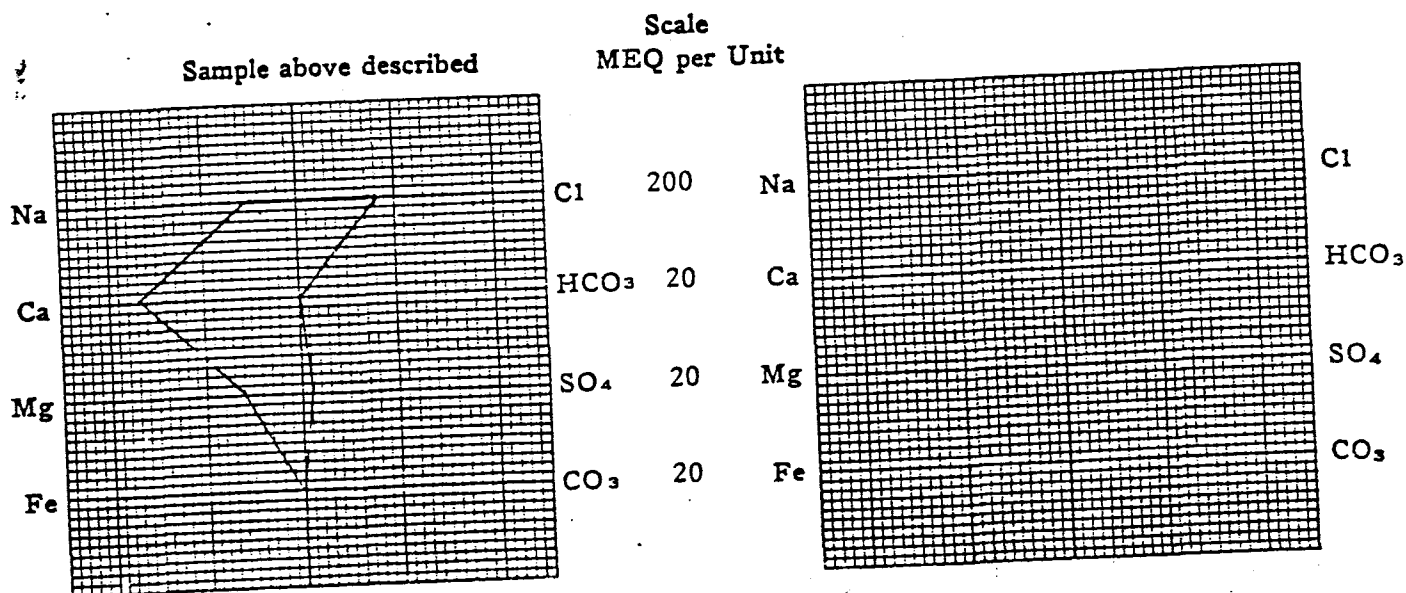 Scale
MEQ per Unit
Sample above described
Na
Cl
200
Na
Cl
Ca
HCO₃
20
Ca
HCO₃
Mg
SO₄
20
Mg
SO₄
Fe
CO₃
20
Fe
CO₃